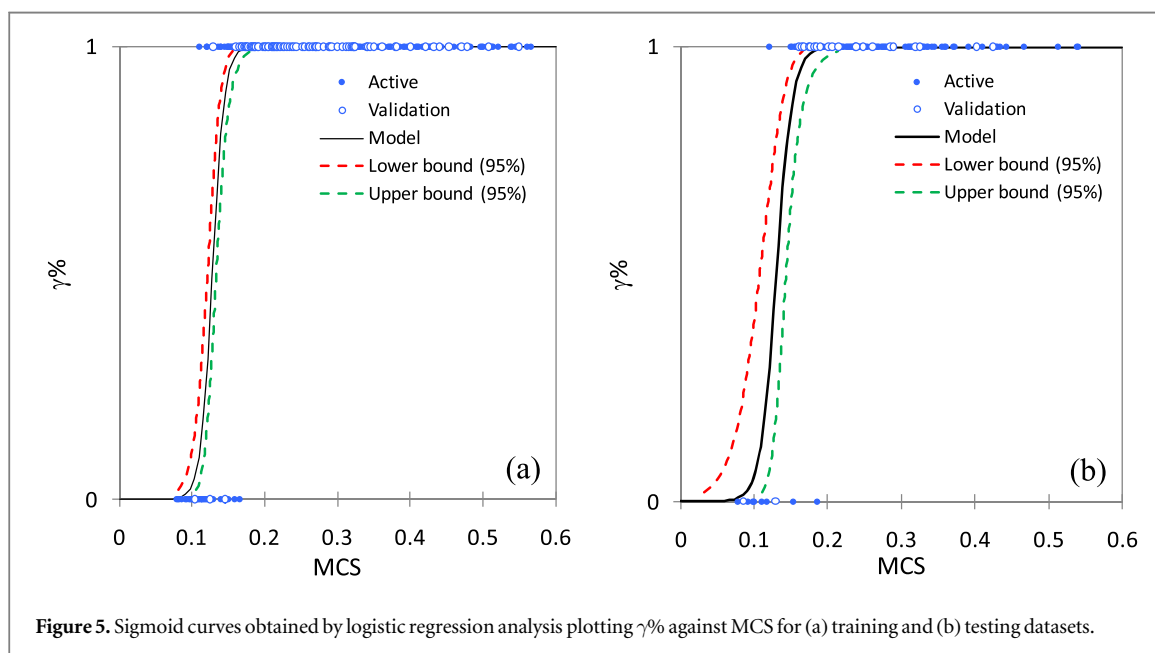 1
Active
Validation
Model
Lower bound (95%)
Upper bound (95%)
γ%
(a)
0
0 0.1 0.2 0.3 0.4 0.5 0.6
MCS
1
Active
Validation
Model
Lower bound (95%)
Upper bound (95%)
γ%
(b)
0
0 0.1 0.2 0.3 0.4 0.5 0.6
MCS
Figure 5. Sigmoid curves obtained by logistic regression analysis plotting γ% against MCS for (a) training and (b) testing datasets.